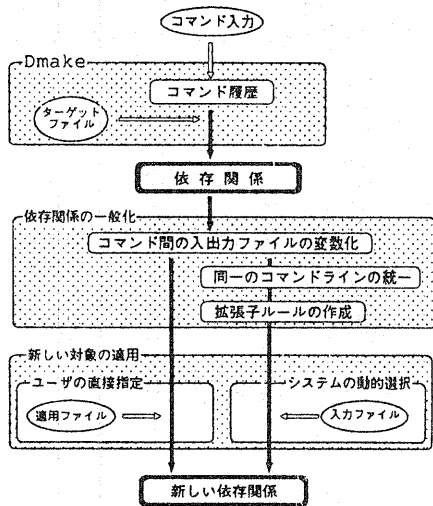 コマンド入力
Dmake
コマンド履歴
ターゲット
ファイル
依存関係
依存関係の一般化
コマンド間の入出力ファイルの変数化
同一のコマンドラインの統一
拡張子ルールの作成
新しい対象の適用
ユーザの直接指定
システムの動的選択
適用ファイル
入力ファイル
新しい依存関係